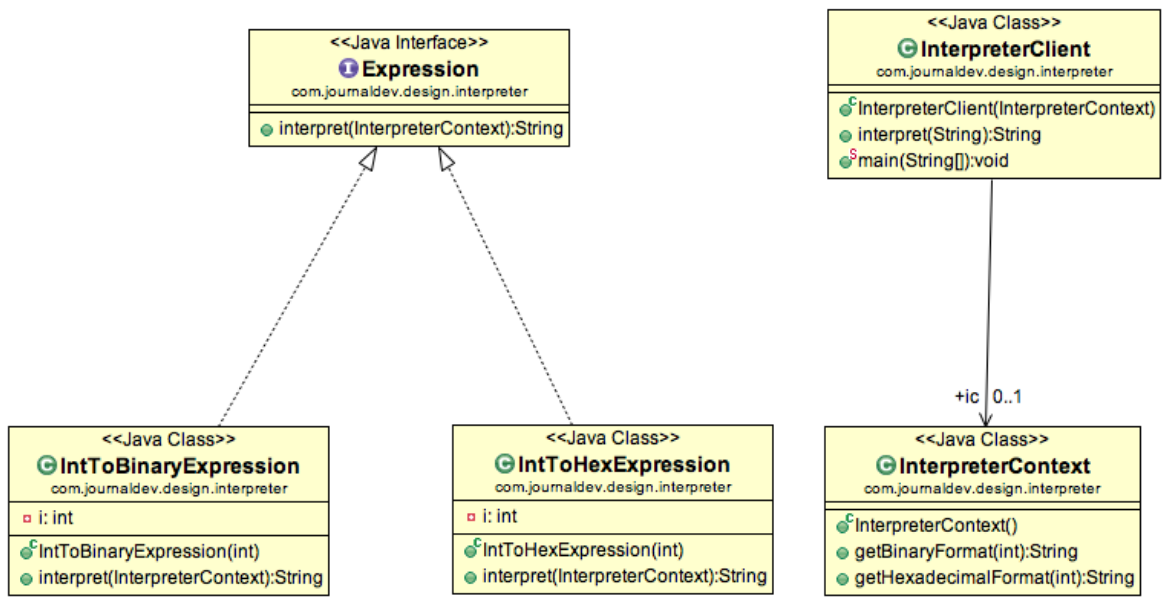 <<Java Interface>>
Expression
com.journaldev.design.interpreter
interpret(InterpreterContext):String
<<Java Class>>
InterpreterClient
com.journaldev.design.interpreter
InterpreterClient(InterpreterContext)
interpret(String):String
main(String[]):void
+ic 0..1
<<Java Class>>
IntToBinaryExpression
com.journaldev.design.interpreter
i: int
IntToBinaryExpression(int)
interpret(InterpreterContext):String
<<Java Class>>
IntToHexExpression
com.journaldev.design.interpreter
i: int
IntToHexExpression(int)
interpret(InterpreterContext):String
<<Java Class>>
InterpreterContext
com.journaldev.design.interpreter
InterpreterContext()
getBinaryFormat(int):String
getHexadecimalFormat(int):String